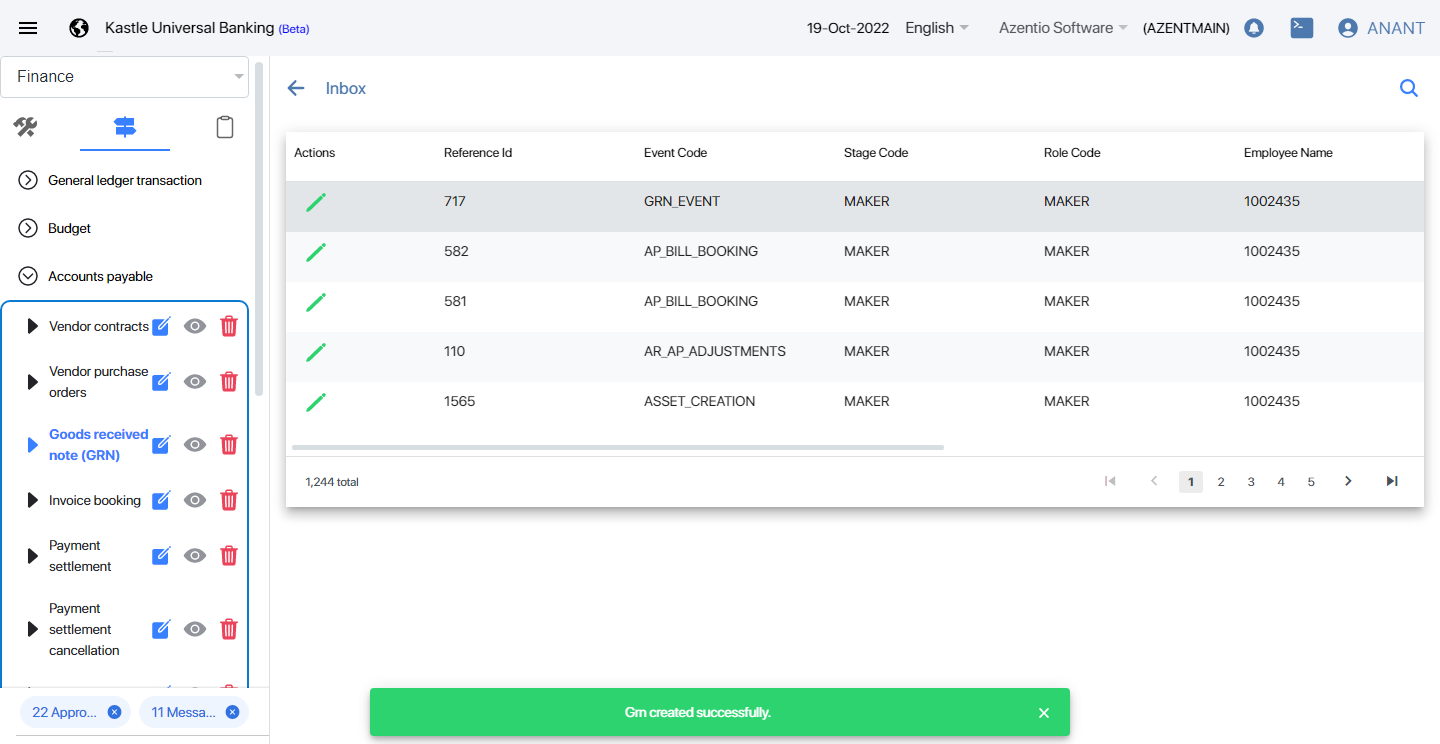 Kastle Universal Banking (Beta)
19-Oct-2022 English Azentio Software (AZENTMAIN) ANANT
Finance
General ledger transaction
Budget
Accounts payable
Vendor contracts
Vendor purchase
orders
Goods received
note (GRN)
Invoice booking
Payment
settlement
Payment
settlement
cancellation
22 Appro...
11 Messa...
Inbox
Actions Reference Id Event Code Stage Code Role Code Employee Name
717 GRN_EVENT MAKER MAKER 1002435
582 AP_BILL_BOOKING MAKER MAKER 1002435
581 AP_BILL_BOOKING MAKER MAKER 1002435
110 AR_AP_ADJUSTMENTS MAKER MAKER 1002435
1565 ASSET_CREATION MAKER MAKER 1002435
1,244 total
1 2 3 4 5
Grn created successfully.